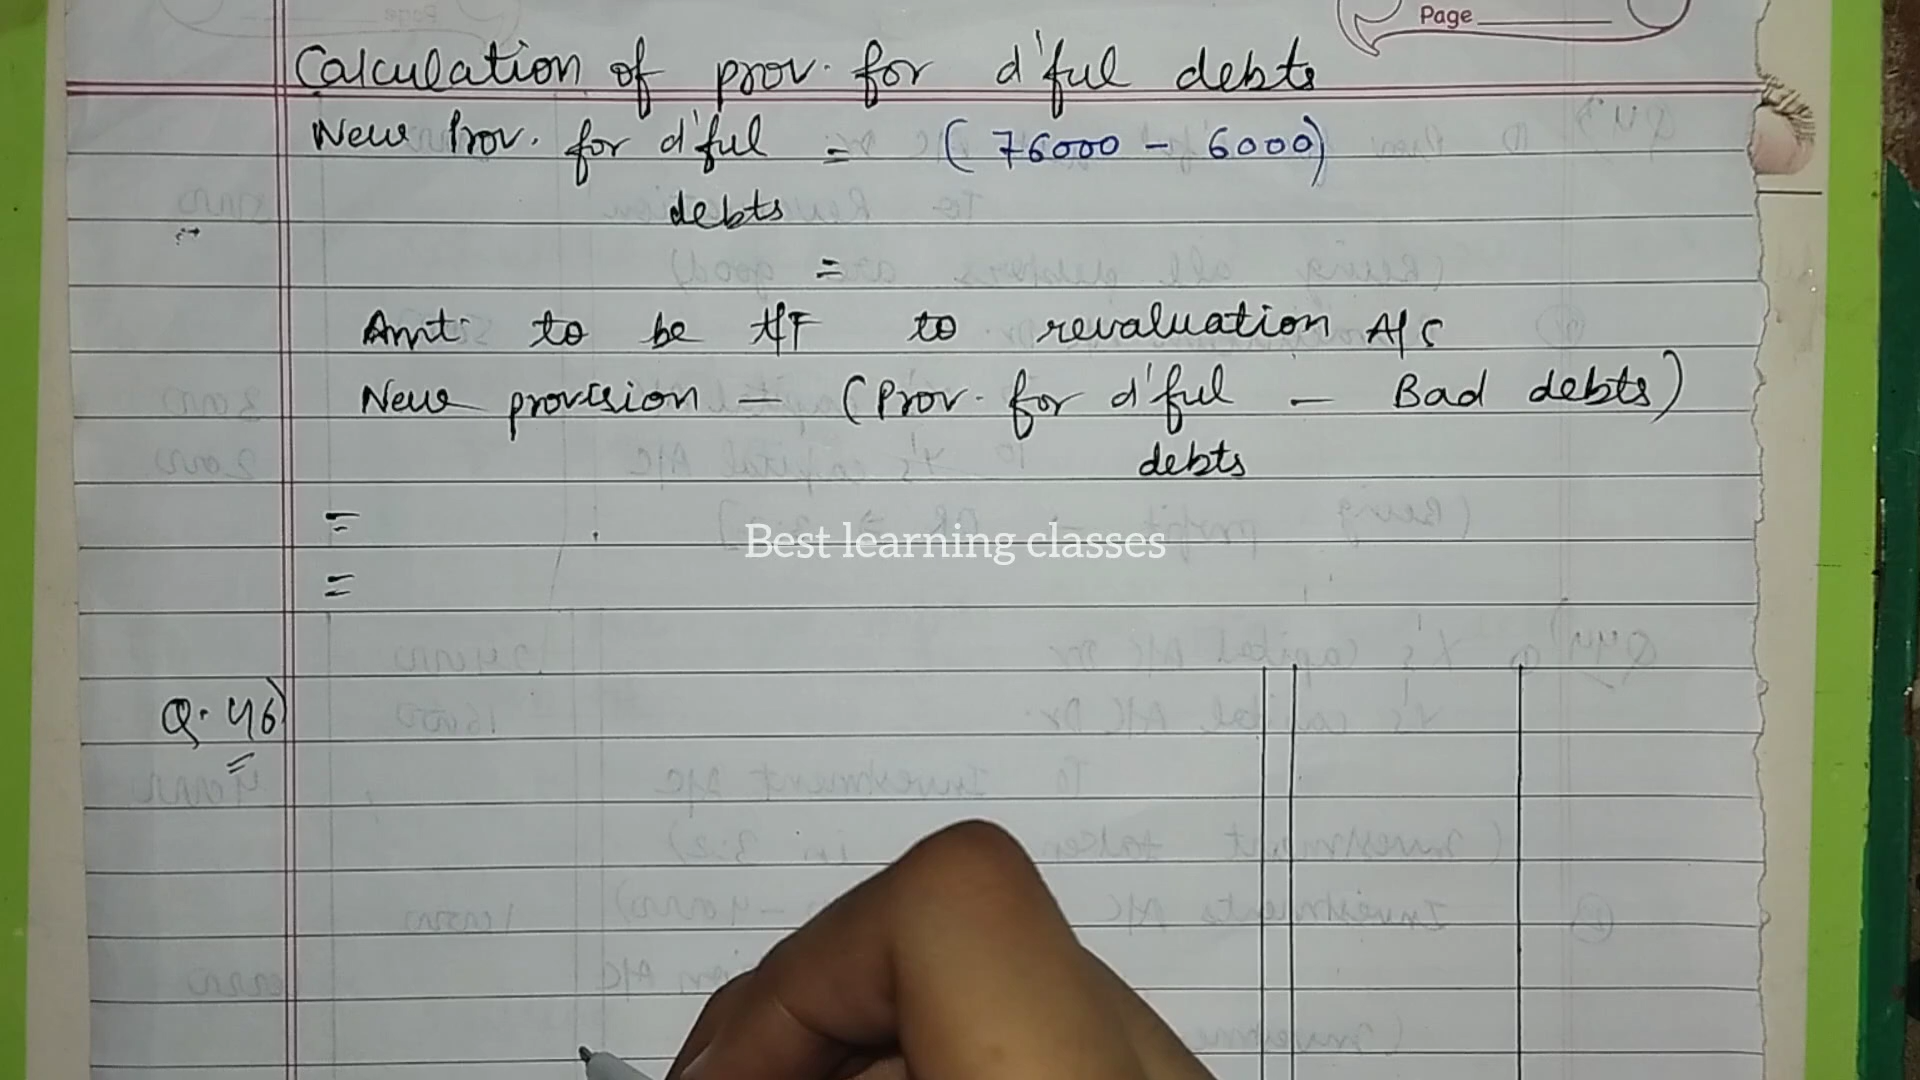 Page
Calculation of prov. for d'ful debts
New Prov. for d'ful = (76000 - 6000)
debts
=
Amt. to be t/f to revaluation A/C
New provision - (Prov. for d'ful - Bad debts)
debts
=
Best learning classes
=
Q. 46)